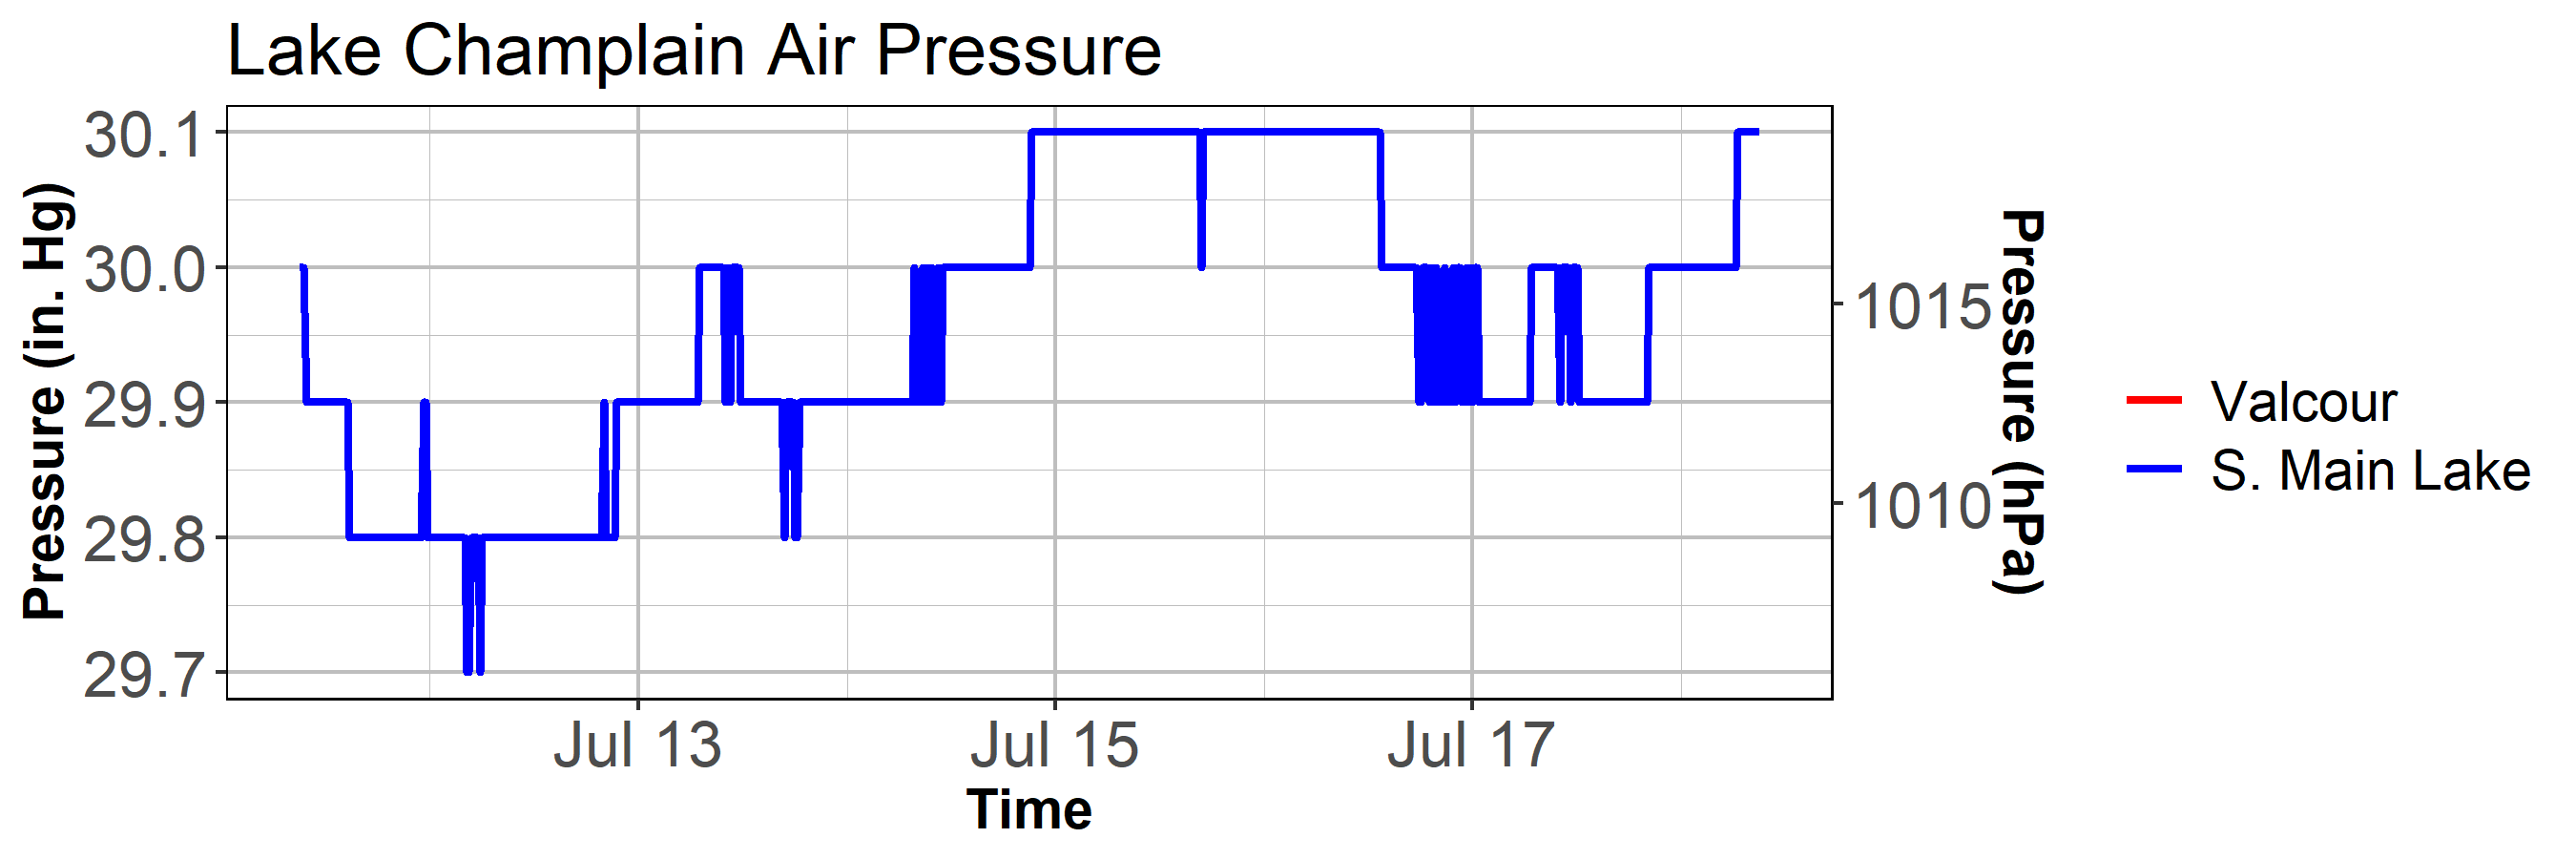 Lake Champlain Air Pressure
Pressure (in. Hg)
30.1
30.0
29.9
29.8
29.7
Jul 13
Jul 15
Jul 17
Time
1015
1010
Pressure (hPa)
Valcour
S. Main Lake